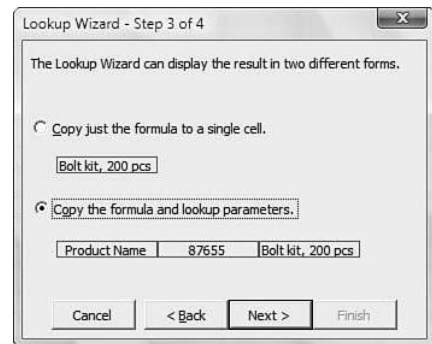 Lookup Wizard - Step 3 of 4
X
The Lookup Wizard can display the result in two different forms.
Copy just the formula to a single cell.
Bolt kit, 200 pcs
Copy the formula and lookup parameters.
Product Name 87655 Bolt kit, 200 pcs
Cancel < Back Next > Finish